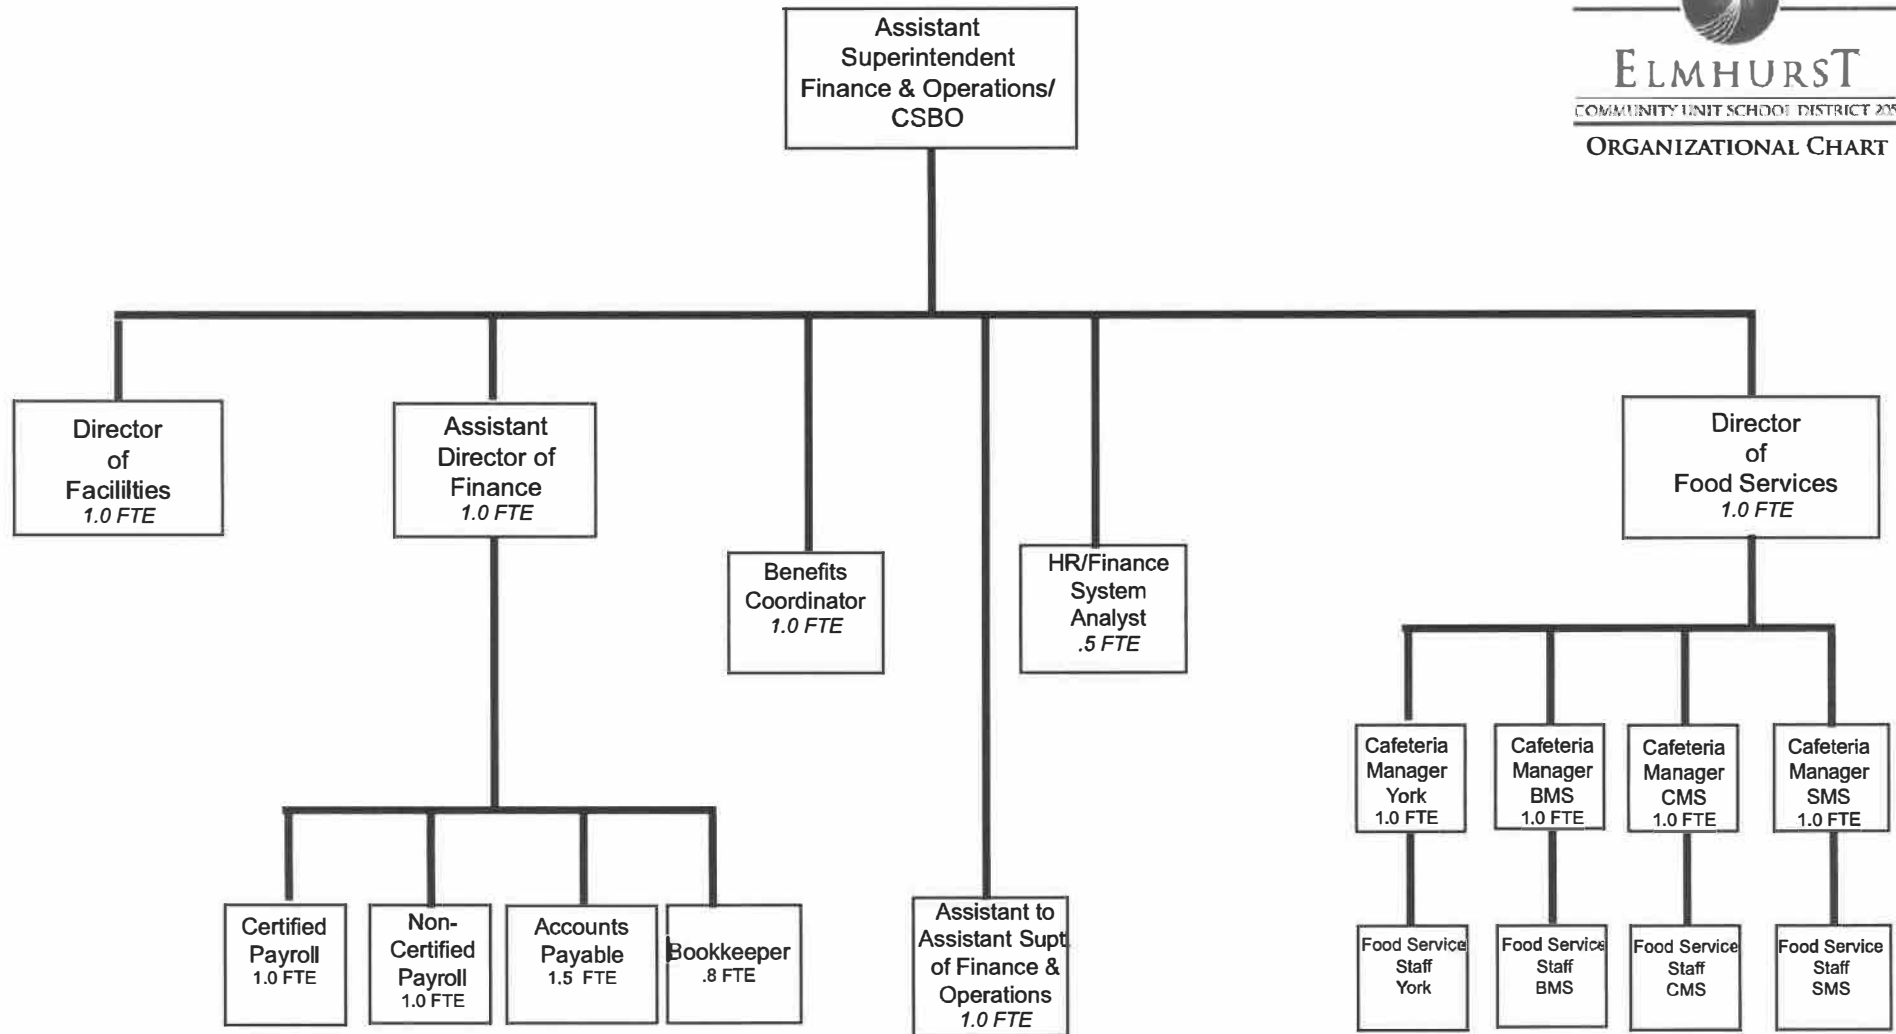 Assistant
Superintendent
Finance & Operations/
CSBO
ELMHURST
COMMUNITY UNIT SCHOOL DISTRICT 205
ORGANIZATIONAL CHART
Director
of
Facililties
1.0 FTE
Assistant
Director of
Finance
1.0 FTE
Benefits
Coordinator
1.0 FTE
HR/Finance
System
Analyst
.5 FTE
Director
of
Food Services
1.0 FTE
Certified
Payroll
1.0 FTE
Non-
Certified
Payroll
1.0 FTE
Accounts
Payable
1.5 FTE
Bookkeeper
.8 FTE
Assistant to
Assistant Supt.
of Finance &
Operations
1.0 FTE
Cafeteria
Manager
York
1.0 FTE
Cafeteria
Manager
BMS
1.0 FTE
Cafeteria
Manager
CMS
1.0 FTE
Cafeteria
Manager
SMS
1.0 FTE
Food Service
Staff
York
Food Service
Staff
BMS
Food Service
Staff
CMS
Food Service
Staff
SMS